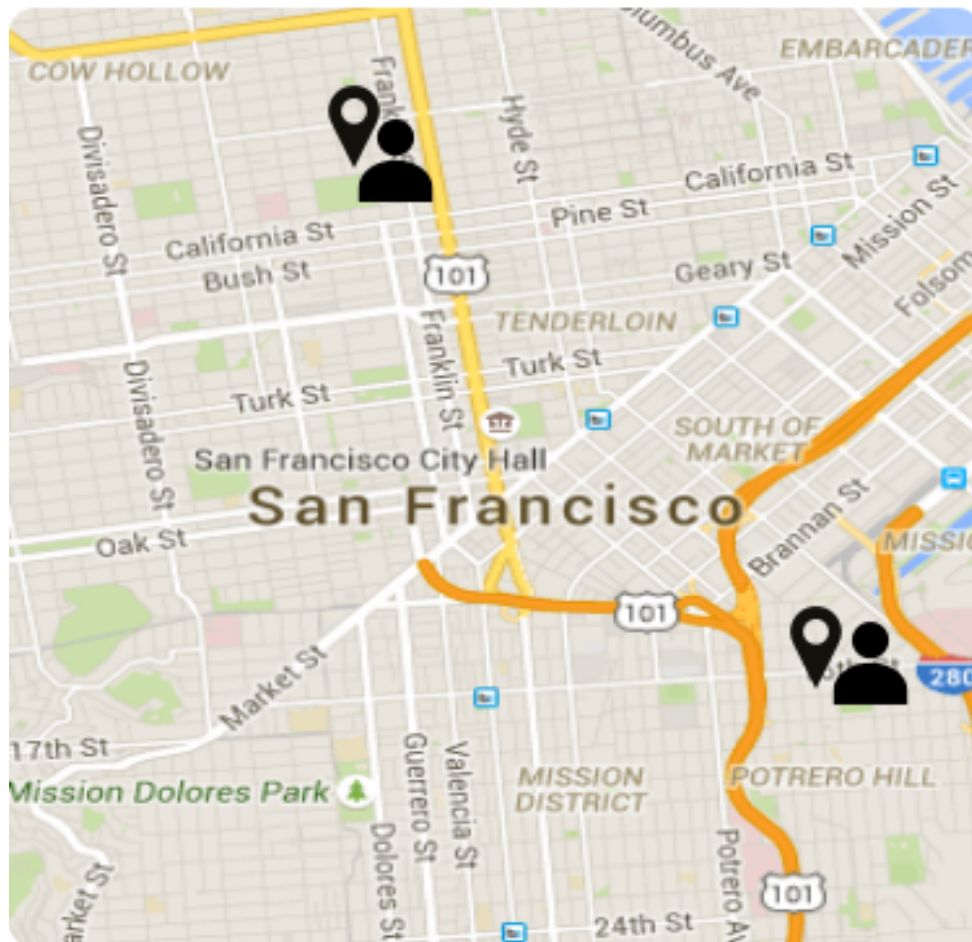 COW HOLLOW
Columbus Ave
EMBARCADER
Divisadero St
Hyde St
California St
Pine St
Mission St
California St
Bush St
101
Geary St
Folsom
TENDERLOIN
Franklin St
Turk St
Divisadero St
Turk St
SOUTH OF
MARKET
San Francisco City Hall
San Francisco
Brannan St
Oak St
MISSIO
101
280
Market St
17th St
Guerrero St
Valencia St
MISSION
DISTRICT
POTRERO HILL
Mission Dolores Park
Dolores St
Potrero Av
101
24th St